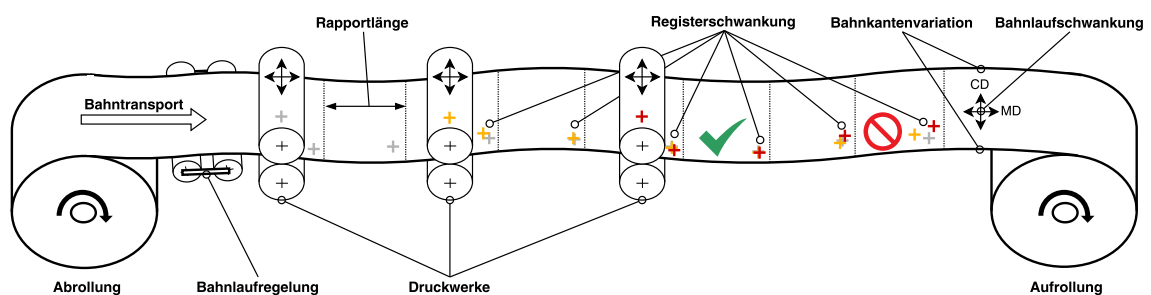 Rapportlänge
Registerschwankung
Bahnkantenvariation
Bahnlaufschwankung
Bahntransport
CD
MD
Abrollung
Bahnlaufregelung
Druckwerke
Aufrollung